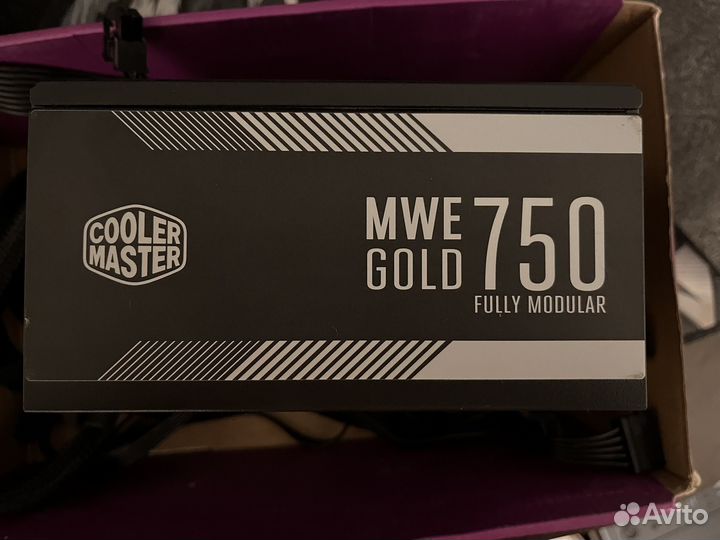 COOLER
MASTER
MWE
GOLD
750
FULLY MODULAR
Avito